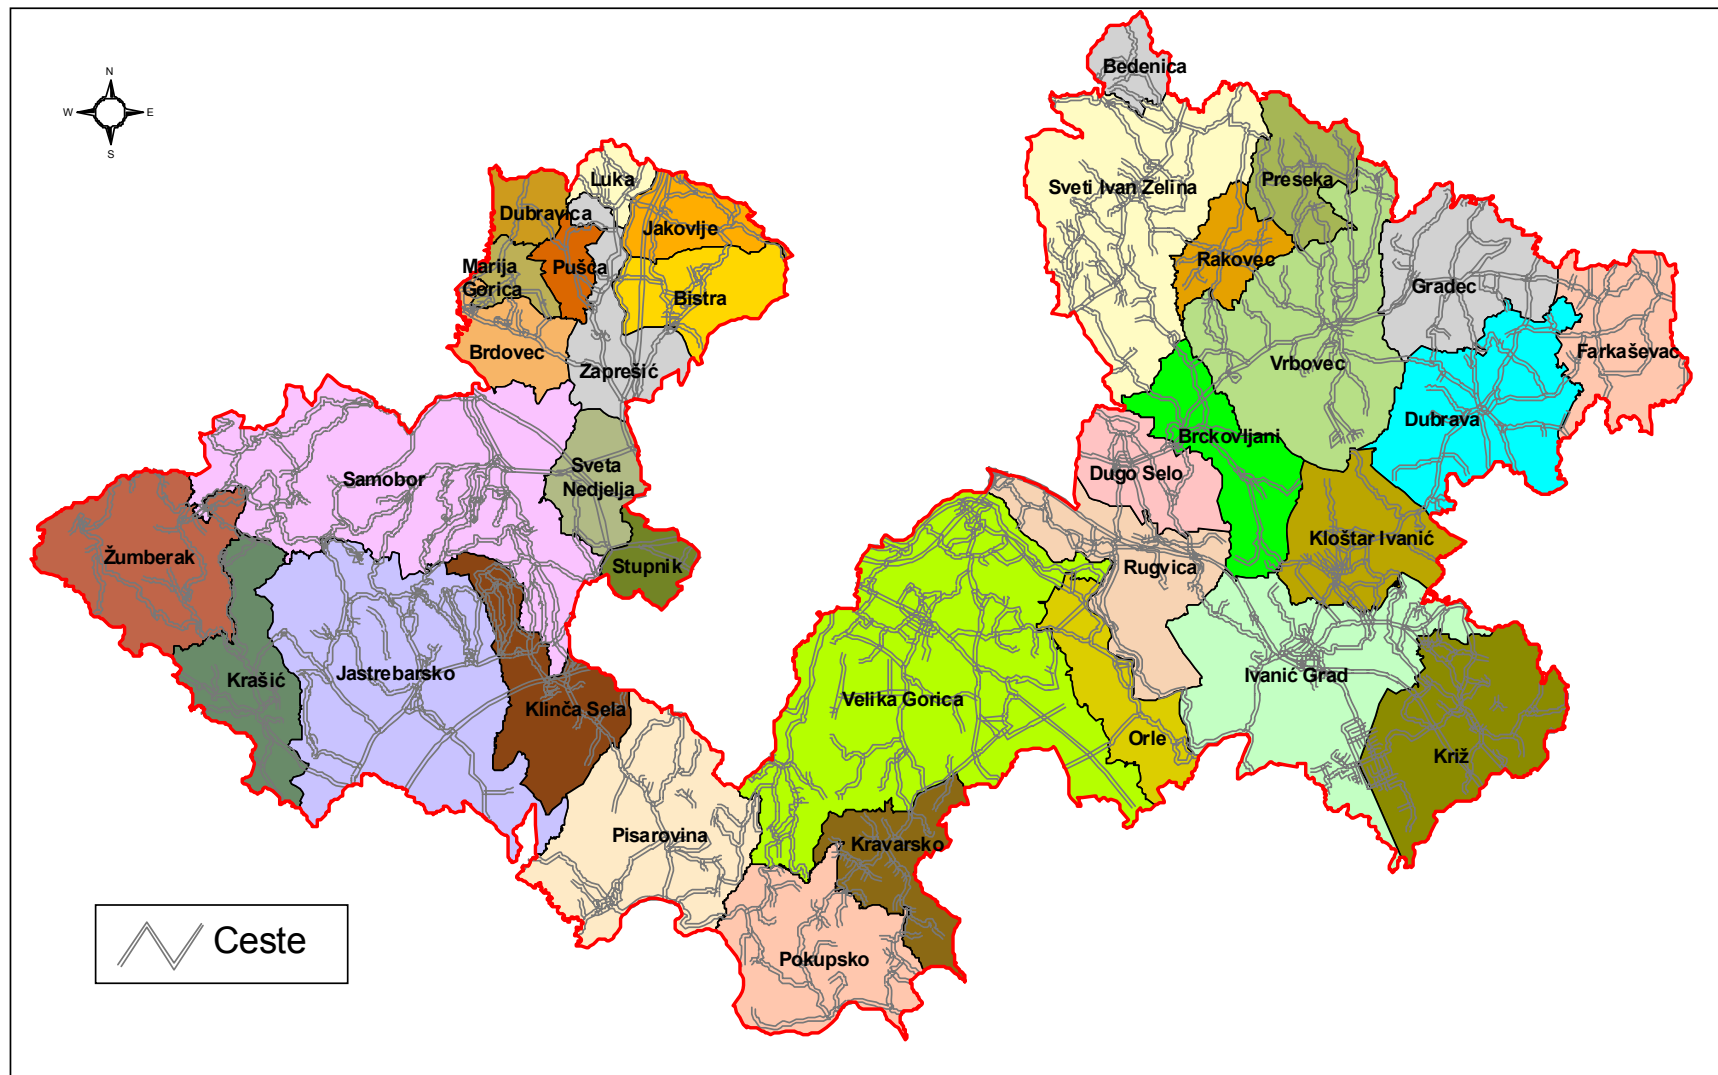 N
W
E
S
Bedenica
Luka
Sveti Ivan Zelina
Preseka
Dubravica
Jakovlje
Rakovec
Marija
Gorica
Pušća
Bistra
Gradec
Brdovec
Zaprešić
Vrbovec
Farkaševac
Dubrava
Brckovljani
Sveta
Nedjelja
Samobor
Dugo Selo
Kloštar Ivanić
Žumberak
Stupnik
Rugvica
Krašić
Jastrebarsko
Ivanić Grad
Klinča Sela
Velika Gorica
Orle
Križ
Pisarovina
Kravarsko
Pokupsko
Ceste